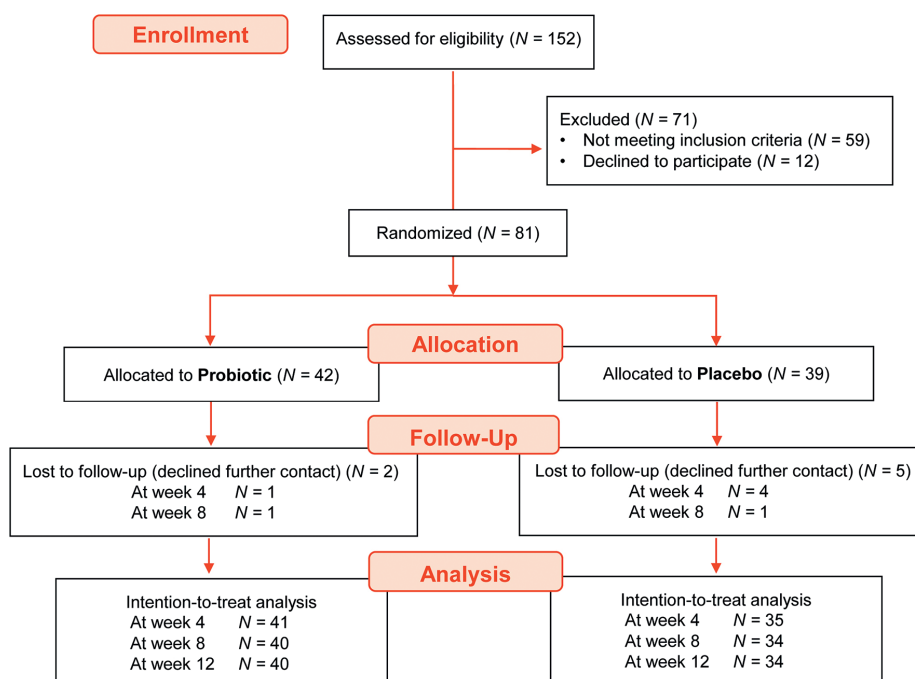 Enrollment
Assessed for eligibility (N = 152)
Excluded (N = 71)
• Not meeting inclusion criteria (N = 59)
• Declined to participate (N = 12)
Randomized (N = 81)
Allocation
Allocated to Probiotic (N = 42)
Allocated to Placebo (N = 39)
Follow-Up
Lost to follow-up (declined further contact) (N = 2)
At week 4 N = 1
At week 8 N = 1
Lost to follow-up (declined further contact) (N = 5)
At week 4 N = 4
At week 8 N = 1
Analysis
Intention-to-treat analysis
At week 4 N = 41
At week 8 N = 40
At week 12 N = 40
Intention-to-treat analysis
At week 4 N = 35
At week 8 N = 34
At week 12 N = 34